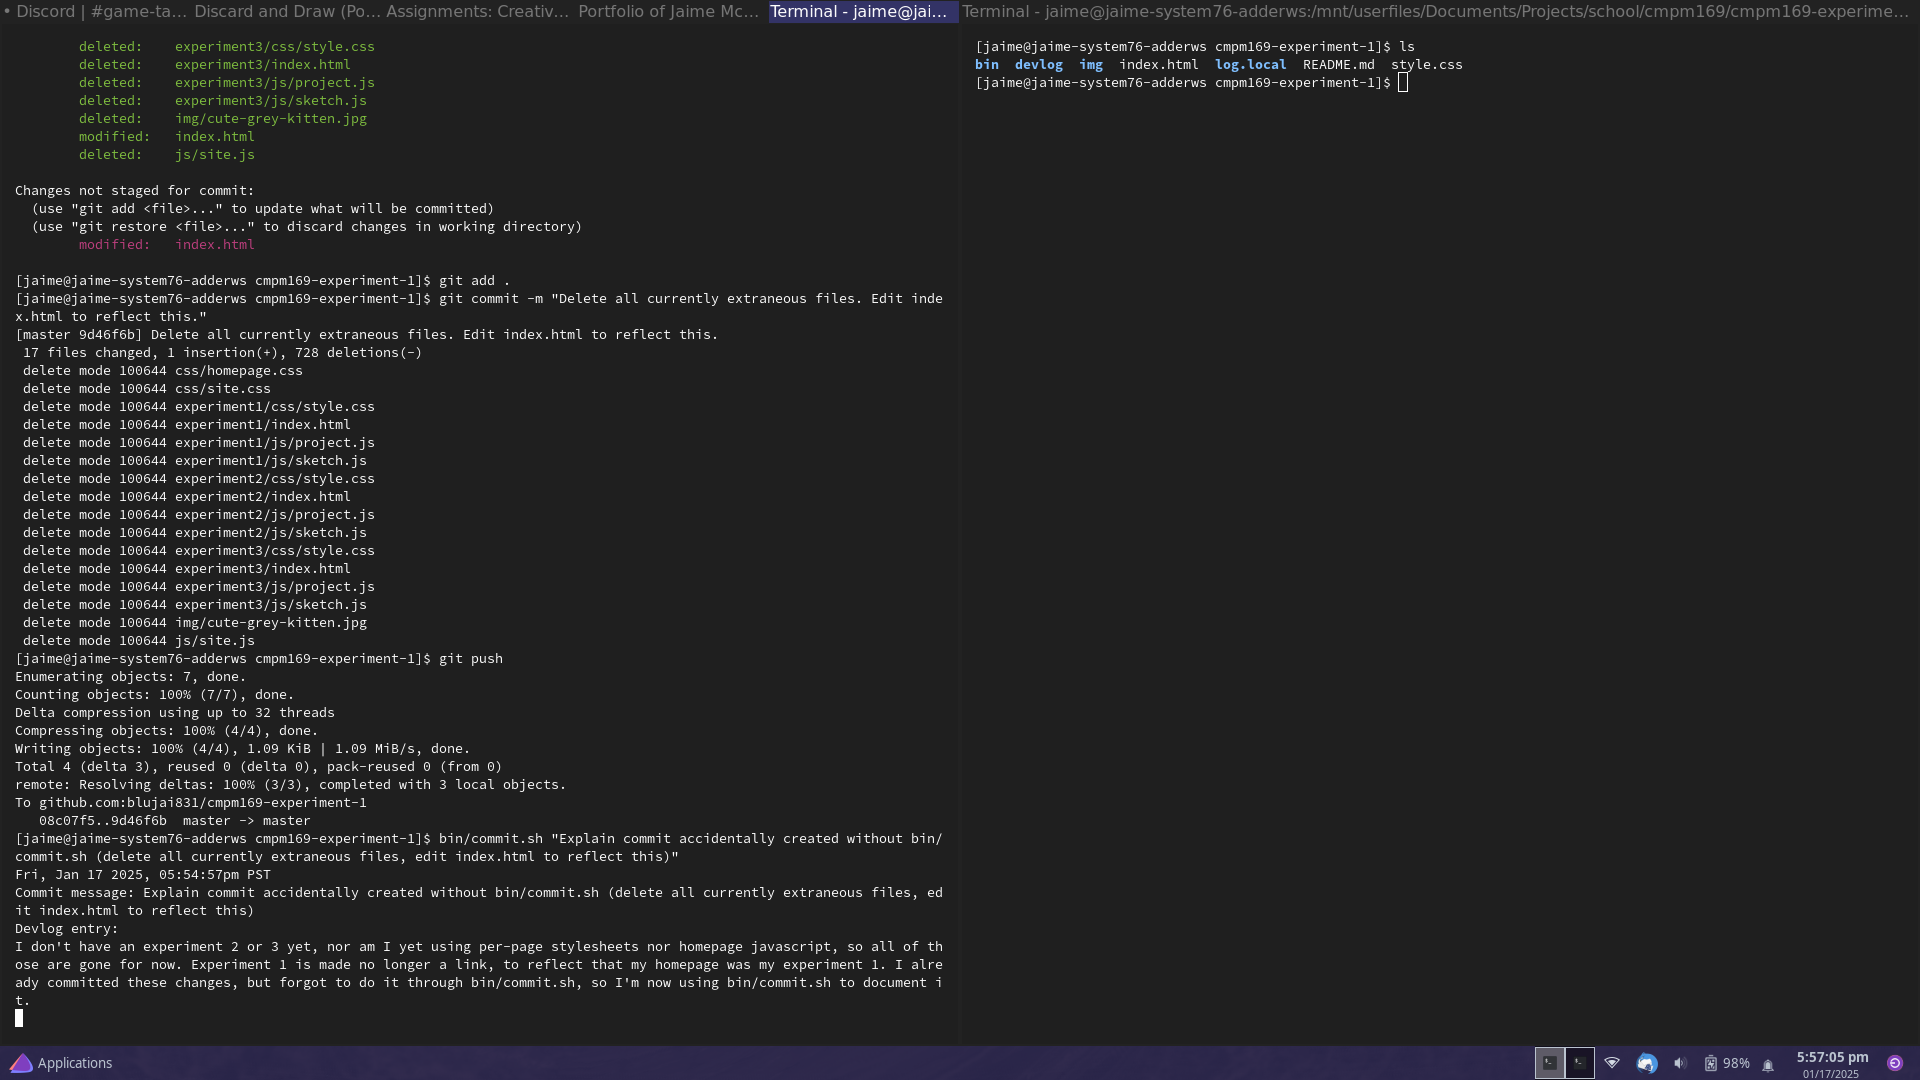 • Discord | #game-ta... Discard and Draw (Po... Assignments: Creativ... Portfolio of Jaime Mc... Terminal - jaime@jai... Terminal - jaime@jaime-system76-adderws:/mnt/userfiles/Documents/Projects/school/cmpm169/cmpm169-experime...
        deleted:    experiment3/css/style.css
        deleted:    experiment3/index.html
        deleted:    experiment3/js/project.js
        deleted:    experiment3/js/sketch.js
        deleted:    img/cute-grey-kitten.jpg
        modified:   index.html
        deleted:    js/site.js
Changes not staged for commit:
  (use "git add <file>..." to update what will be committed)
  (use "git restore <file>..." to discard changes in working directory)
        modified:   index.html
[jaime@jaime-system76-adderws cmpm169-experiment-1]$ git add .
[jaime@jaime-system76-adderws cmpm169-experiment-1]$ git commit -m "Delete all currently extraneous files. Edit inde
x.html to reflect this."
[master 9d46f6b] Delete all currently extraneous files. Edit index.html to reflect this.
 17 files changed, 1 insertion(+), 728 deletions(-)
 delete mode 100644 css/homepage.css
 delete mode 100644 css/site.css
 delete mode 100644 experiment1/css/style.css
 delete mode 100644 experiment1/index.html
 delete mode 100644 experiment1/js/project.js
 delete mode 100644 experiment1/js/sketch.js
 delete mode 100644 experiment2/css/style.css
 delete mode 100644 experiment2/index.html
 delete mode 100644 experiment2/js/project.js
 delete mode 100644 experiment2/js/sketch.js
 delete mode 100644 experiment3/css/style.css
 delete mode 100644 experiment3/index.html
 delete mode 100644 experiment3/js/project.js
 delete mode 100644 experiment3/js/sketch.js
 delete mode 100644 img/cute-grey-kitten.jpg
 delete mode 100644 js/site.js
[jaime@jaime-system76-adderws cmpm169-experiment-1]$ git push
Enumerating objects: 7, done.
Counting objects: 100% (7/7), done.
Delta compression using up to 32 threads
Compressing objects: 100% (4/4), done.
Writing objects: 100% (4/4), 1.09 KiB | 1.09 MiB/s, done.
Total 4 (delta 3), reused 0 (delta 0), pack-reused 0 (from 0)
remote: Resolving deltas: 100% (3/3), completed with 3 local objects.
To github.com:blujai831/cmpm169-experiment-1
   08c07f5..9d46f6b  master -> master
[jaime@jaime-system76-adderws cmpm169-experiment-1]$ bin/commit.sh "Explain commit accidentally created without bin/
commit.sh (delete all currently extraneous files, edit index.html to reflect this)"
Fri, Jan 17 2025, 05:54:57pm PST
Commit message: Explain commit accidentally created without bin/commit.sh (delete all currently extraneous files, ed
it index.html to reflect this)
Devlog entry:
I don't have an experiment 2 or 3 yet, nor am I yet using per-page stylesheets nor homepage javascript, so all of th
ose are gone for now. Experiment 1 is made no longer a link, to reflect that my homepage was my experiment 1. I alre
ady committed these changes, but forgot to do it through bin/commit.sh, so I'm now using bin/commit.sh to document i
t.
[jaime@jaime-system76-adderws cmpm169-experiment-1]$ ls
bin  devlog  img  index.html  log.local  README.md  style.css
[jaime@jaime-system76-adderws cmpm169-experiment-1]$
Applications
98%
5:57:05 pm
01/17/2025